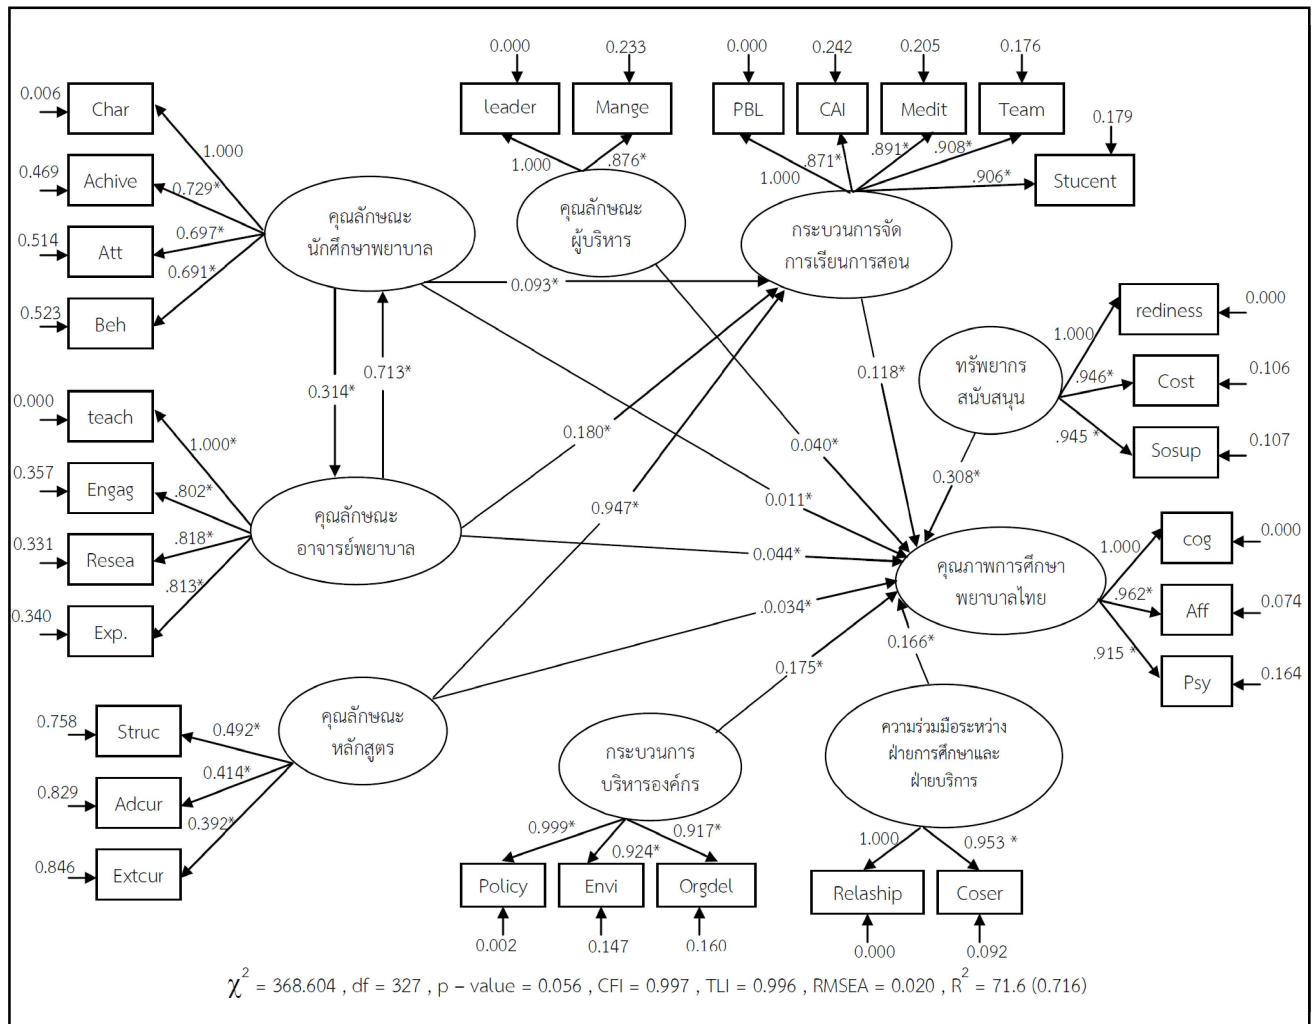 0.000
0.233
0.000
0.242
0.205
0.176
0.006
Char
leader
Mange
PBL
CAI
Medit
Team
0.179
1.000
1.000
.876*
1.000
.871*
.891*
.908*
.906*
Stucent
0.469
Achive
0.729*
0.514
Att
0.697*
0.691*
0.523
Beh
คุณลักษณะ
นักศึกษาพยาบาล
คุณลักษณะ
ผู้บริหาร
กระบวนการจัด
การเรียนการสอน
0.093*
rediness
0.000
1.000
ทรัพยากร
สนับสนุน
.946*
Cost
0.106
.945 *
Sosup
0.107
0.314*
0.713*
0.118*
0.000
teach
1.000*
0.180*
0.040*
0.308*
0.357
Engag
.802*
0.947*
0.011*
0.331
Resea
.818*
.813*
0.340
Exp.
คุณลักษณะ
อาจารย์พยาบาล
0.044*
คุณภาพการศึกษา
พยาบาลไทย
1.000
cog
0.000
.962*
Aff
0.074
.915 *
Psy
0.164
.0.034*
0.166*
0.175*
0.758
Struc
0.492*
0.829
Adcur
0.414*
0.392*
0.846
Extcur
คุณลักษณะ
หลักสูตร
กระบวนการ
บริหารองค์กร
ความร่วมมือระหว่าง
ฝ่ายการศึกษาและ
ฝ่ายบริการ
0.999*
0.924*
0.917*
1.000
0.953 *
Policy
Envi
Orgdel
Relaship
Coser
0.002
0.147
0.160
0.000
0.092
χ² = 368.604 , df = 327 , p – value = 0.056 , CFI = 0.997 , TLI = 0.996 , RMSEA = 0.020 , R² = 71.6 (0.716)